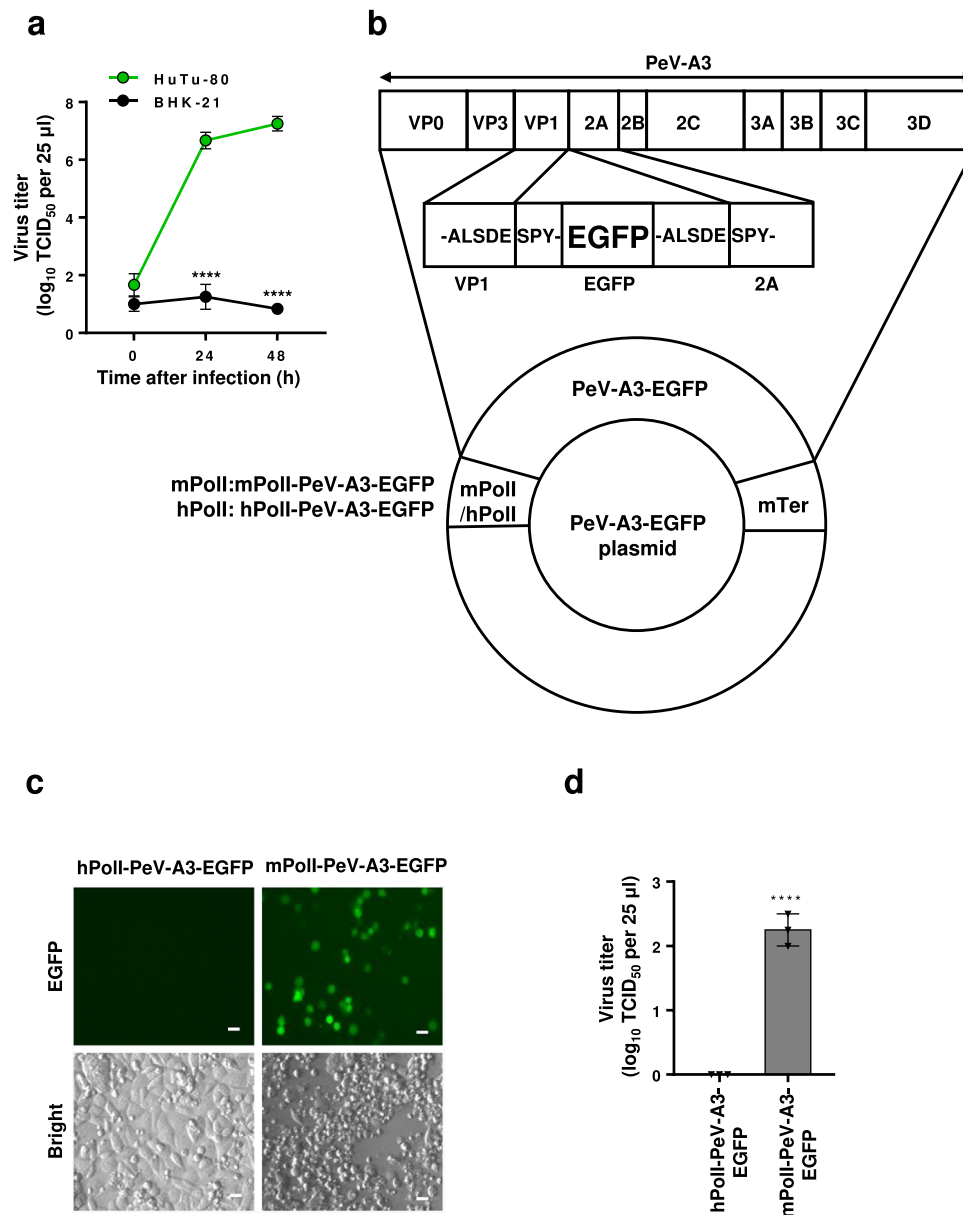 a
HuTu-80
BHK-21
8
6
4
2
0
Virus titer
(log10 TCID50 per 25 µl)
****
****
0 24 48
Time after infection (h)
b
PeV-A3
VP0 VP3 VP1 2A 2B 2C 3A 3B 3C 3D
-ALSDE SPY- EGFP -ALSDE SPY-
VP1 EGFP 2A
PeV-A3-EGFP
mPolI:mPolI-PeV-A3-EGFP
hPolI: hPolI-PeV-A3-EGFP
mPolI
/hPolI
mTer
PeV-A3-EGFP
plasmid
c
hPolI-PeV-A3-EGFP mPolI-PeV-A3-EGFP
EGFP
Bright
d
3
2
1
0
Virus titer
(log10 TCID50 per 25 µl)
****
hPolI-PeV-A3-
EGFP
mPolI-PeV-A3-
EGFP